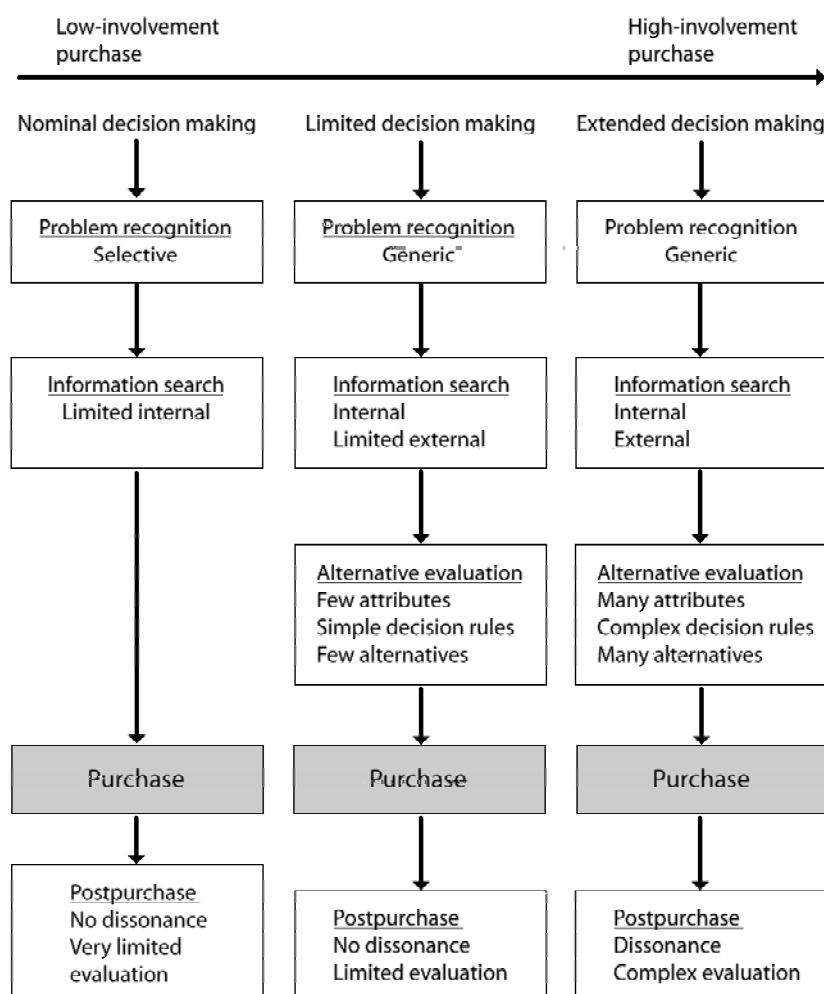 Low-involvement
purchase
High-involvement
purchase
Nominal decision making
Limited decision making
Extended decision making
Problem recognition
Selective
Problem recognition
Generic
Problem recognition
Generic
Information search
Limited internal
Information search
Internal
Limited external
Information search
Internal
External
Alternative evaluation
Few attributes
Simple decision rules
Few alternatives
Alternative evaluation
Many attributes
Complex decision rules
Many alternatives
Purchase
Purchase
Purchase
Postpurchase
No dissonance
Very limited
evaluation
Postpurchase
No dissonance
Limited evaluation
Postpurchase
Dissonance
Complex evaluation